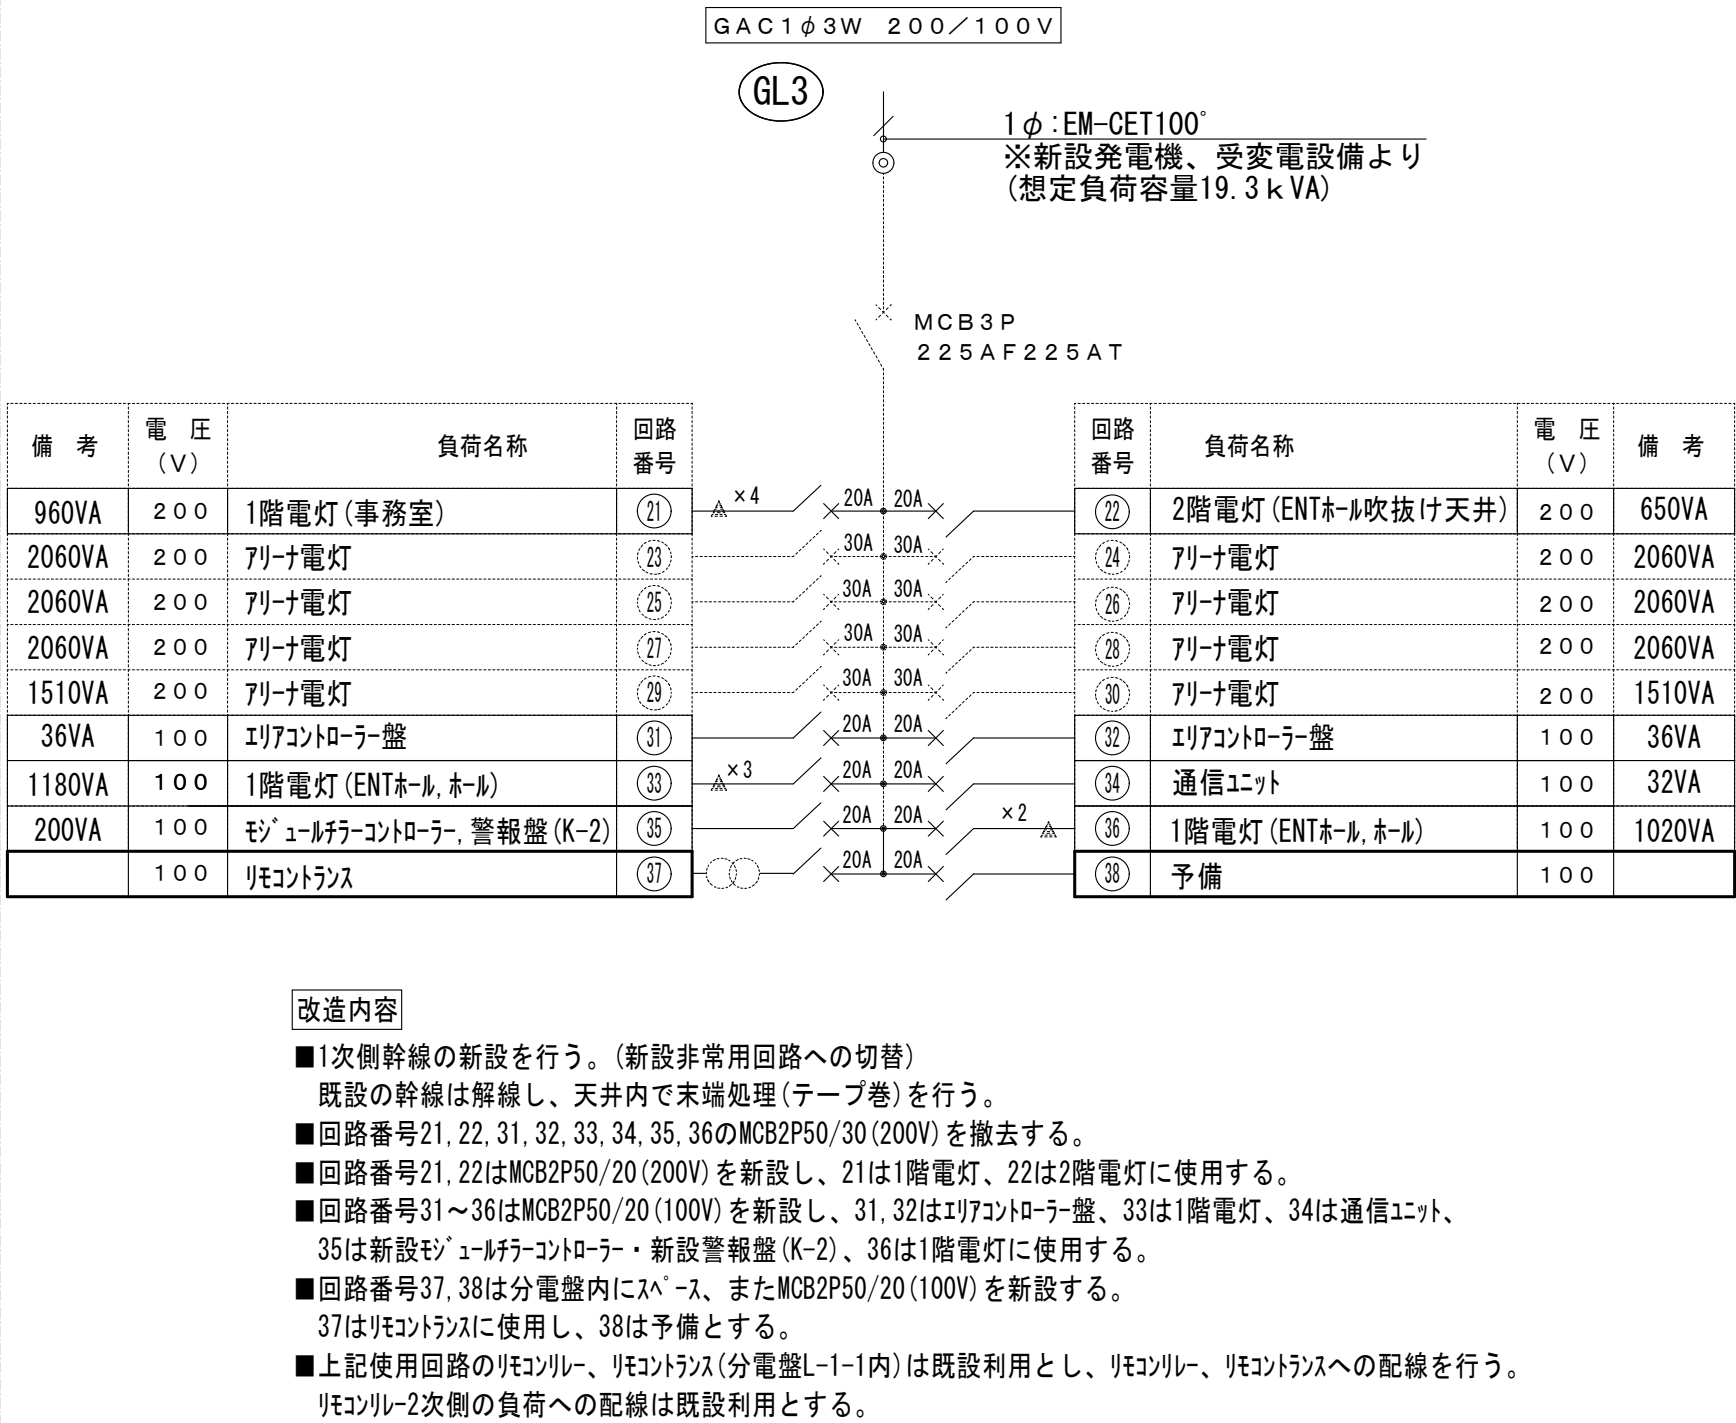 GAC1φ3W 200／100V
GL3
1φ:EM-CET100°
※新設発電機、受変電設備より
(想定負荷容量19.3kVA)
MCB3P
225AF225AT
備 考 電 圧(V) 負荷名称 回路番号
960VA 200 1階電灯(事務室) 21 ×4 20A
2060VA 200 ｱﾘｰﾅ電灯 23 30A
2060VA 200 ｱﾘｰﾅ電灯 25 30A
2060VA 200 ｱﾘｰﾅ電灯 27 30A
1510VA 200 ｱﾘｰﾅ電灯 29 30A
36VA 100 ｴﾘｱｺﾝﾄﾛｰﾗｰ盤 31 20A
1180VA 100 1階電灯(ENTﾎｰﾙ,ﾎｰﾙ) 33 ×3 20A
200VA 100 ﾓｼﾞｭｰﾙﾁﾗｰｺﾝﾄﾛｰﾗｰ,警報盤(K-2) 35 20A
100 ﾘﾓｺﾝﾄﾗﾝｽ 37 20A
回路番号 負荷名称 電 圧(V) 備 考
20A 22 2階電灯(ENTﾎｰﾙ吹抜け天井) 200 650VA
30A 24 ｱﾘｰﾅ電灯 200 2060VA
30A 26 ｱﾘｰﾅ電灯 200 2060VA
30A 28 ｱﾘｰﾅ電灯 200 2060VA
30A 30 ｱﾘｰﾅ電灯 200 1510VA
20A 32 ｴﾘｱｺﾝﾄﾛｰﾗｰ盤 100 36VA
20A 34 通信ﾕﾆｯﾄ 100 32VA
20A ×2 36 1階電灯(ENTﾎｰﾙ,ﾎｰﾙ) 100 1020VA
20A 38 予備 100
改造内容
■1次側幹線の新設を行う。(新設非常用回路への切替)
既設の幹線は解線し、天井内で末端処理(テープ巻)を行う。
■回路番号21,22,31,32,33,34,35,36のMCB2P50/30(200V)を撤去する。
■回路番号21,22はMCB2P50/20(200V)を新設し、21は1階電灯、22は2階電灯に使用する。
■回路番号31～36はMCB2P50/20(100V)を新設し、31,32はｴﾘｱｺﾝﾄﾛｰﾗｰ盤、33は1階電灯、34は通信ﾕﾆｯﾄ、
35は新設ﾓｼﾞｭｰﾙﾁﾗｰｺﾝﾄﾛｰﾗｰ・新設警報盤(K-2)、36は1階電灯に使用する。
■回路番号37,38は分電盤内にｽﾍﾟｰｽ、またMCB2P50/20(100V)を新設する。
37はﾘﾓｺﾝﾄﾗﾝｽに使用し、38は予備とする。
■上記使用回路のﾘﾓｺﾝﾘﾚｰ、ﾘﾓｺﾝﾄﾗﾝｽ(分電盤L-1-1内)は既設利用とし、ﾘﾓｺﾝﾘﾚｰ、ﾘﾓｺﾝﾄﾗﾝｽへの配線を行う。
ﾘﾓｺﾝﾘﾚｰ2次側の負荷への配線は既設利用とする。